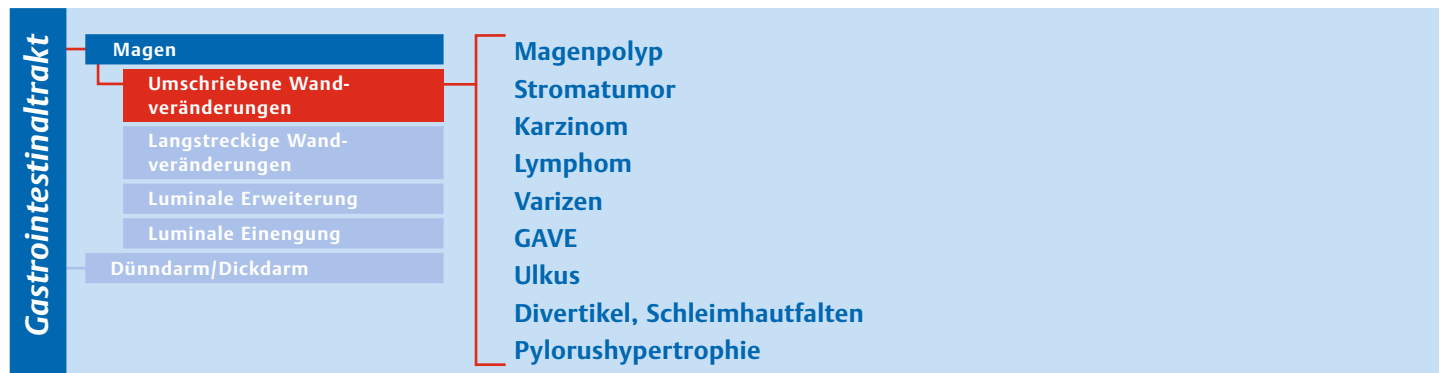 Gastrointestinaltrakt
Magen
Umschriebene Wand-
veränderungen
Langstreckige Wand-
veränderungen
Luminale Erweiterung
Luminale Einengung
Dünndarm/Dickdarm
Magenpolyp
Stromatumor
Karzinom
Lymphom
Varizen
GAVE
Ulkus
Divertikel, Schleimhautfalten
Pylorushypertrophie